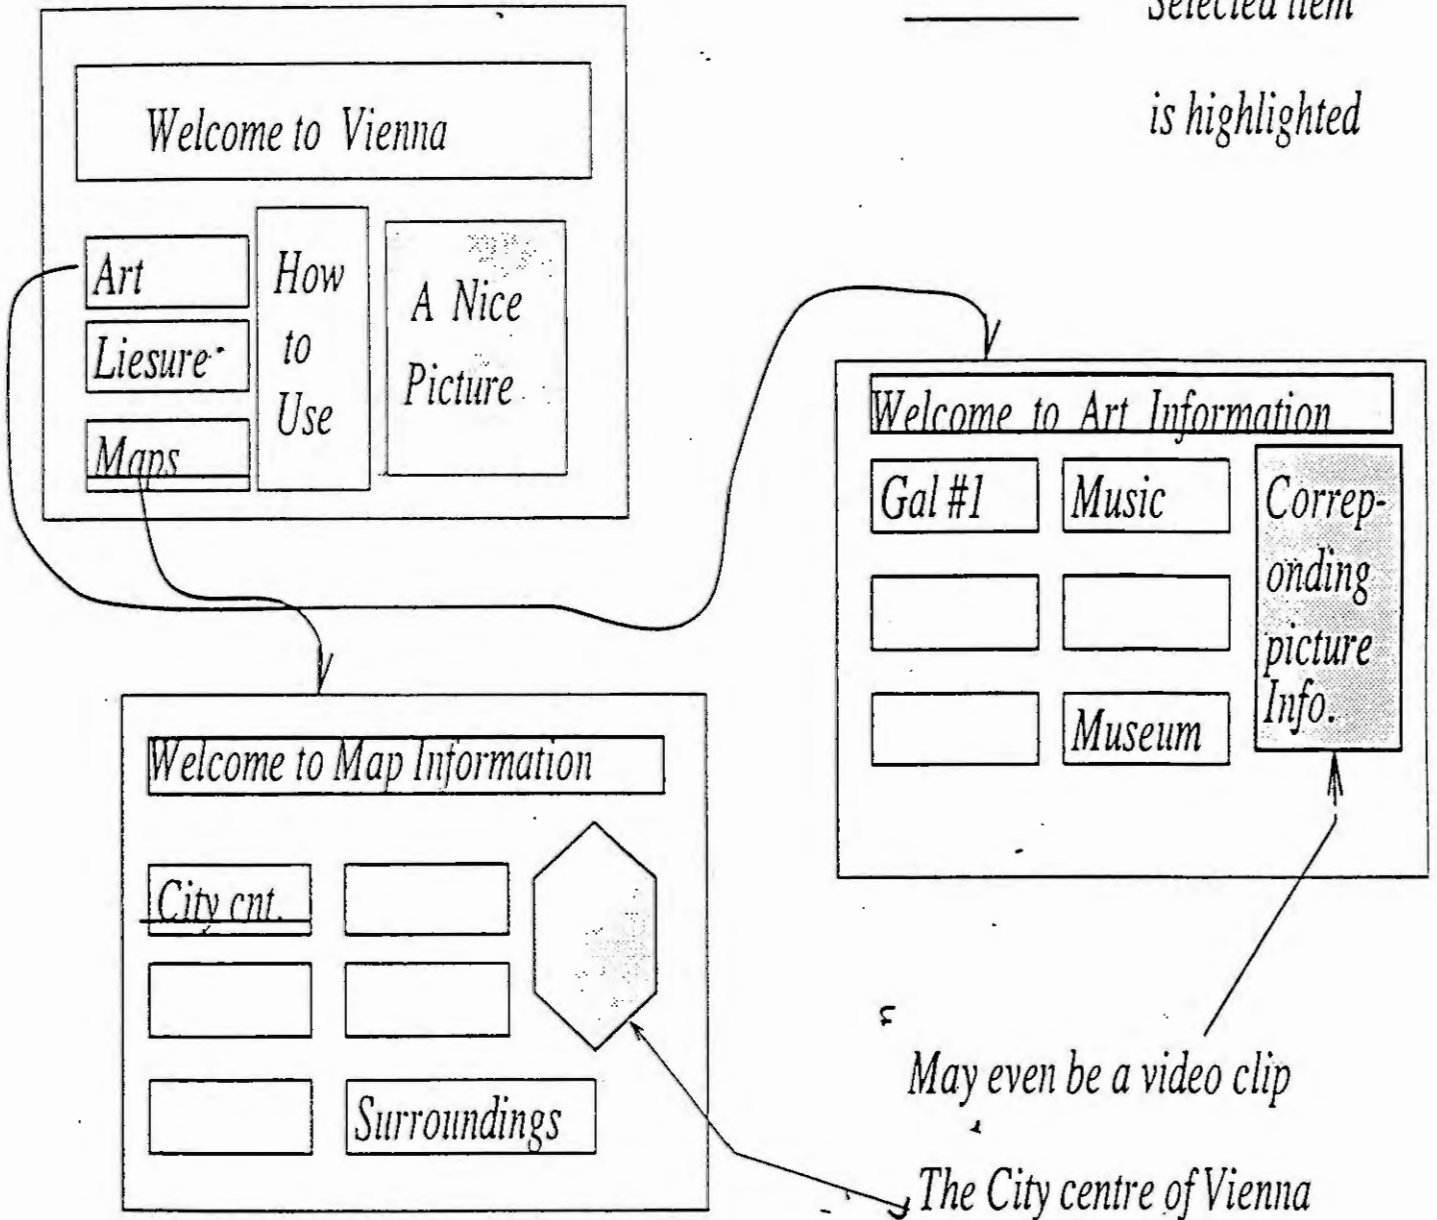 Selected item
is highlighted
Welcome to Vienna
Art
Liesure
Maps
How
to
Use
A Nice
Picture
Welcome to Art Information
Gal #1
Music
Museum
Correp-
onding
picture
Info.
Welcome to Map Information
City cnt.
Surroundings
May even be a video clip
The City centre of Vienna